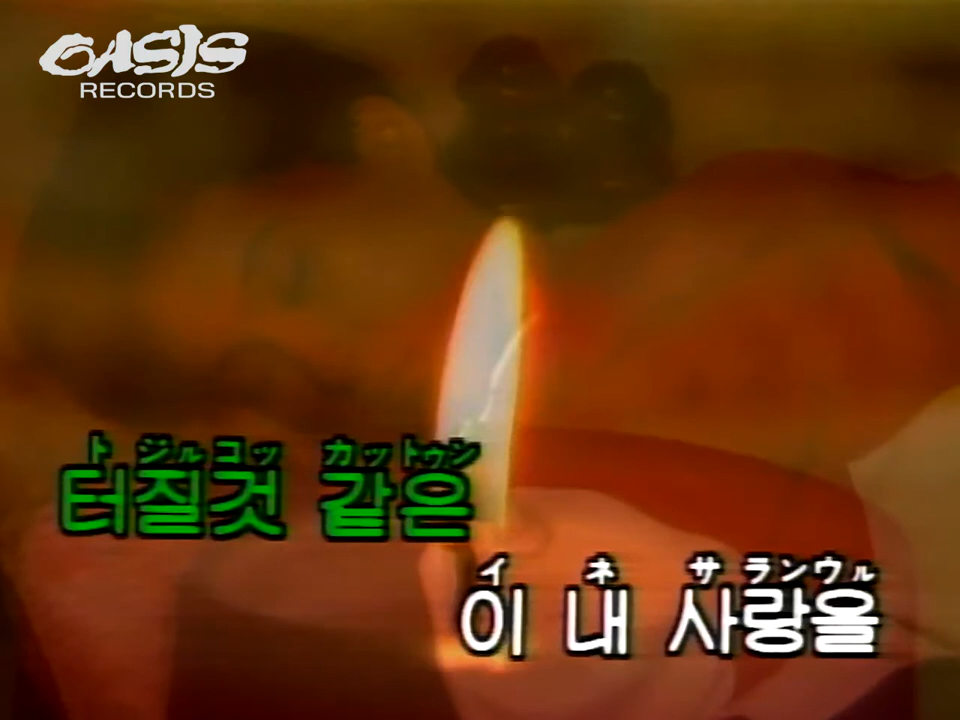 OASIS
RECORDS
ト ジルコッ カットゥン
터질것 같은
イ ネ サランウル
이 내 사랑을